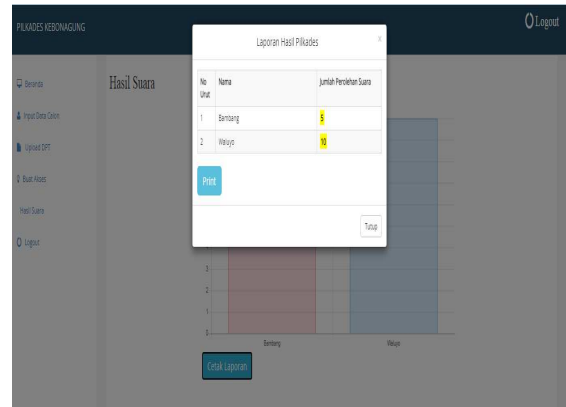 PILKADES KEBONAGUNG
Logout
Laporan Hasil Pilkades
x
Beranda
Hasil Suara
No Urut Nama Jumlah Perolehan Suara
Input Data Calon
1 Bambang 5
2 Waluyo 10
Upload DPT
Buat Akses
Print
Hasil Suara
Tutup
Logout
3
2
1
0
Bambang Waluyo
Cetak Laporan